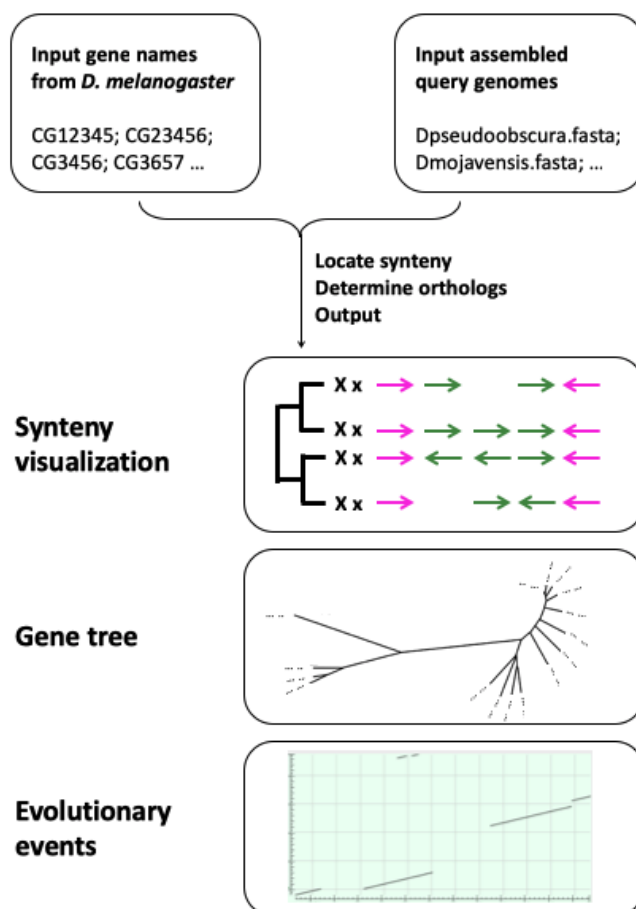 Input gene names
from D. melanogaster
CG12345; CG23456;
CG3456; CG3657 ...
Input assembled
query genomes
Dpseudoobscura.fasta;
Dmojavensis.fasta; ...
Locate synteny
Determine orthologs
Output
Synteny
visualization
X x
X x
X x
X x
Gene tree
Evolutionary
events